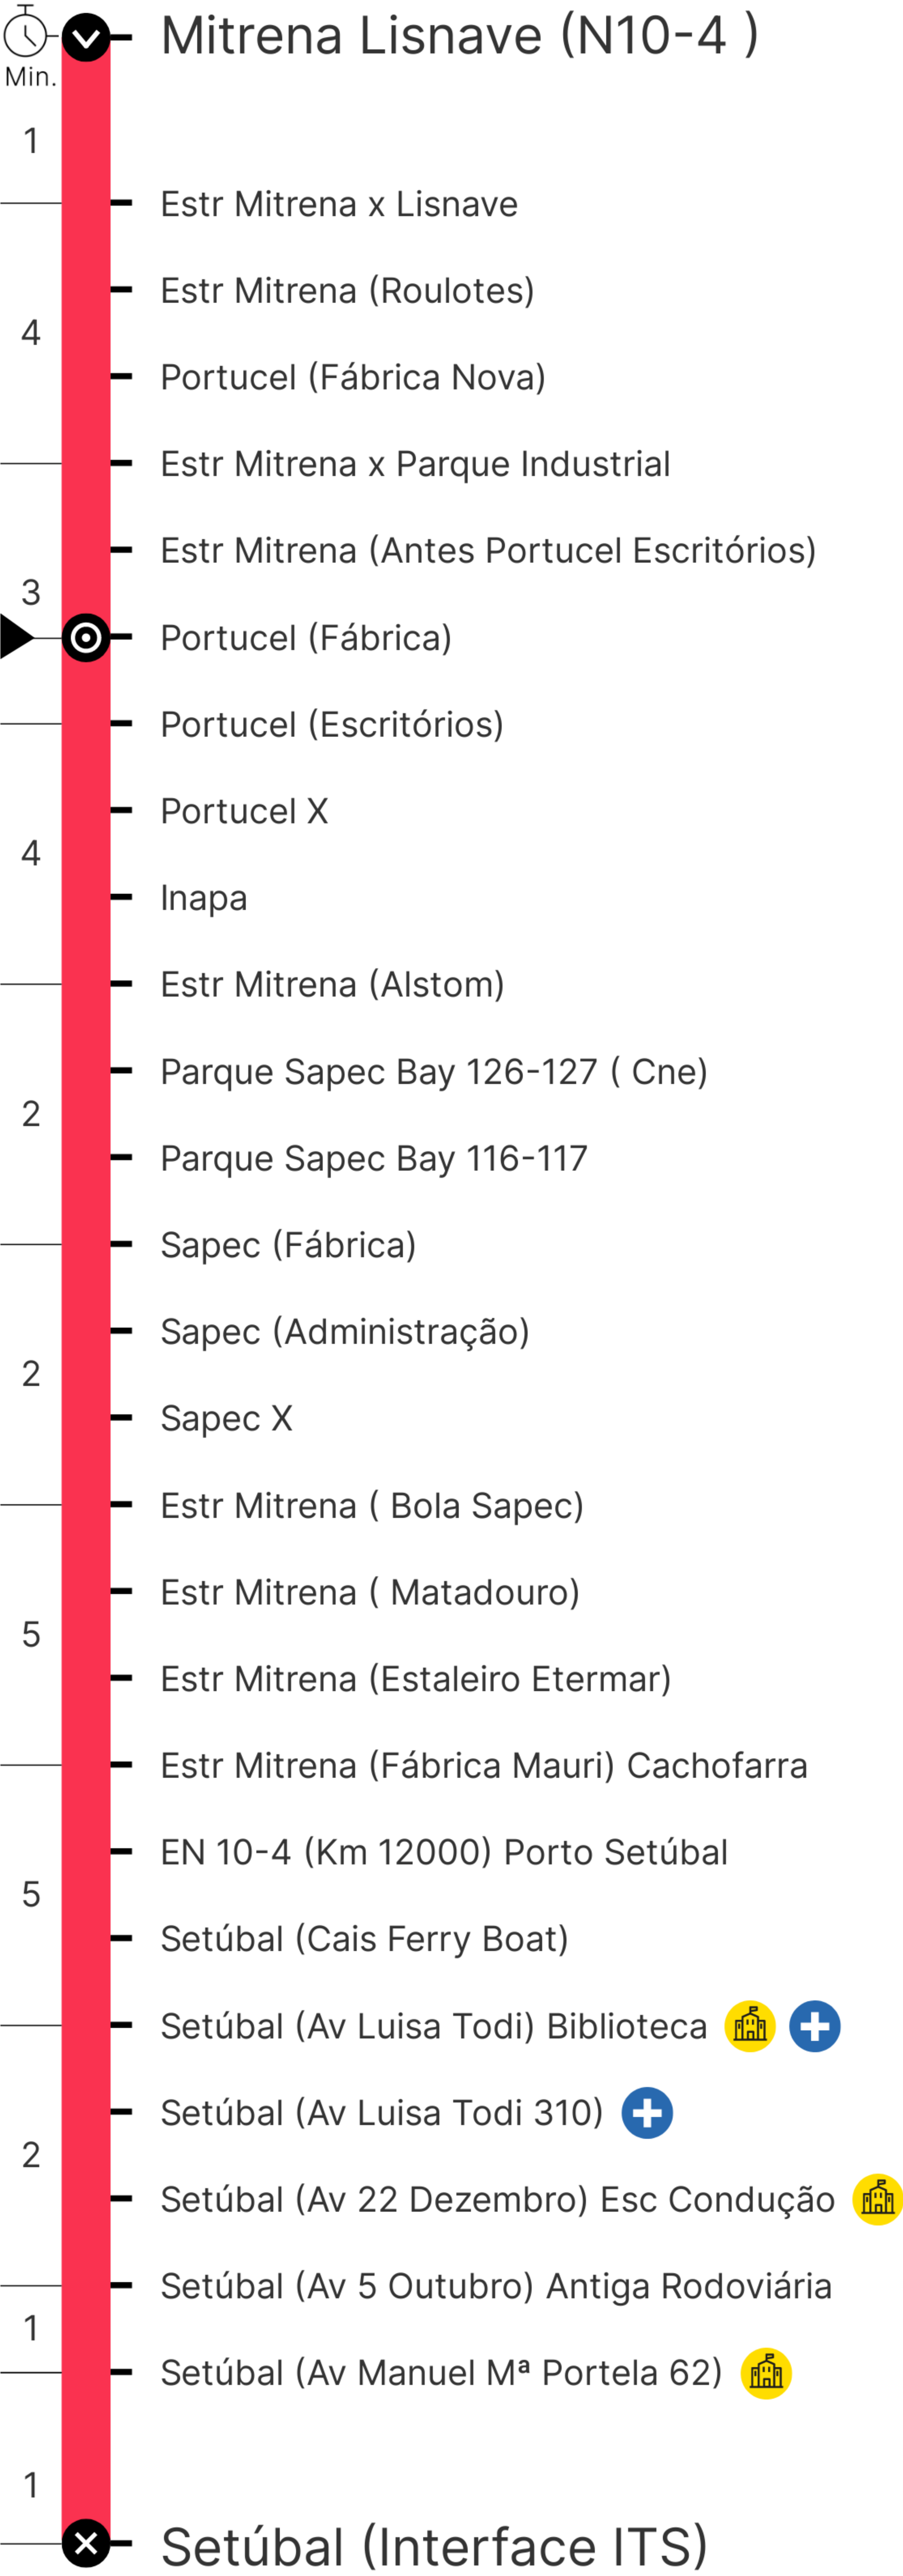 Mitrena Lisnave (N10-4 )
Min.
1
Estr Mitrena x Lisnave
Estr Mitrena (Roulotes)
4
Portucel (Fábrica Nova)
Estr Mitrena x Parque Industrial
Estr Mitrena (Antes Portucel Escritórios)
3
Portucel (Fábrica)
Portucel (Escritórios)
Portucel X
4
Inapa
Estr Mitrena (Alstom)
Parque Sapec Bay 126-127 ( Cne)
2
Parque Sapec Bay 116-117
Sapec (Fábrica)
Sapec (Administração)
2
Sapec X
Estr Mitrena ( Bola Sapec)
Estr Mitrena ( Matadouro)
5
Estr Mitrena (Estaleiro Etermar)
Estr Mitrena (Fábrica Mauri) Cachofarra
EN 10-4 (Km 12000) Porto Setúbal
5
Setúbal (Cais Ferry Boat)
Setúbal (Av Luisa Todi) Biblioteca
Setúbal (Av Luisa Todi 310)
2
Setúbal (Av 22 Dezembro) Esc Condução
Setúbal (Av 5 Outubro) Antiga Rodoviária
1
Setúbal (Av Manuel Mª Portela 62)
1
Setúbal (Interface ITS)